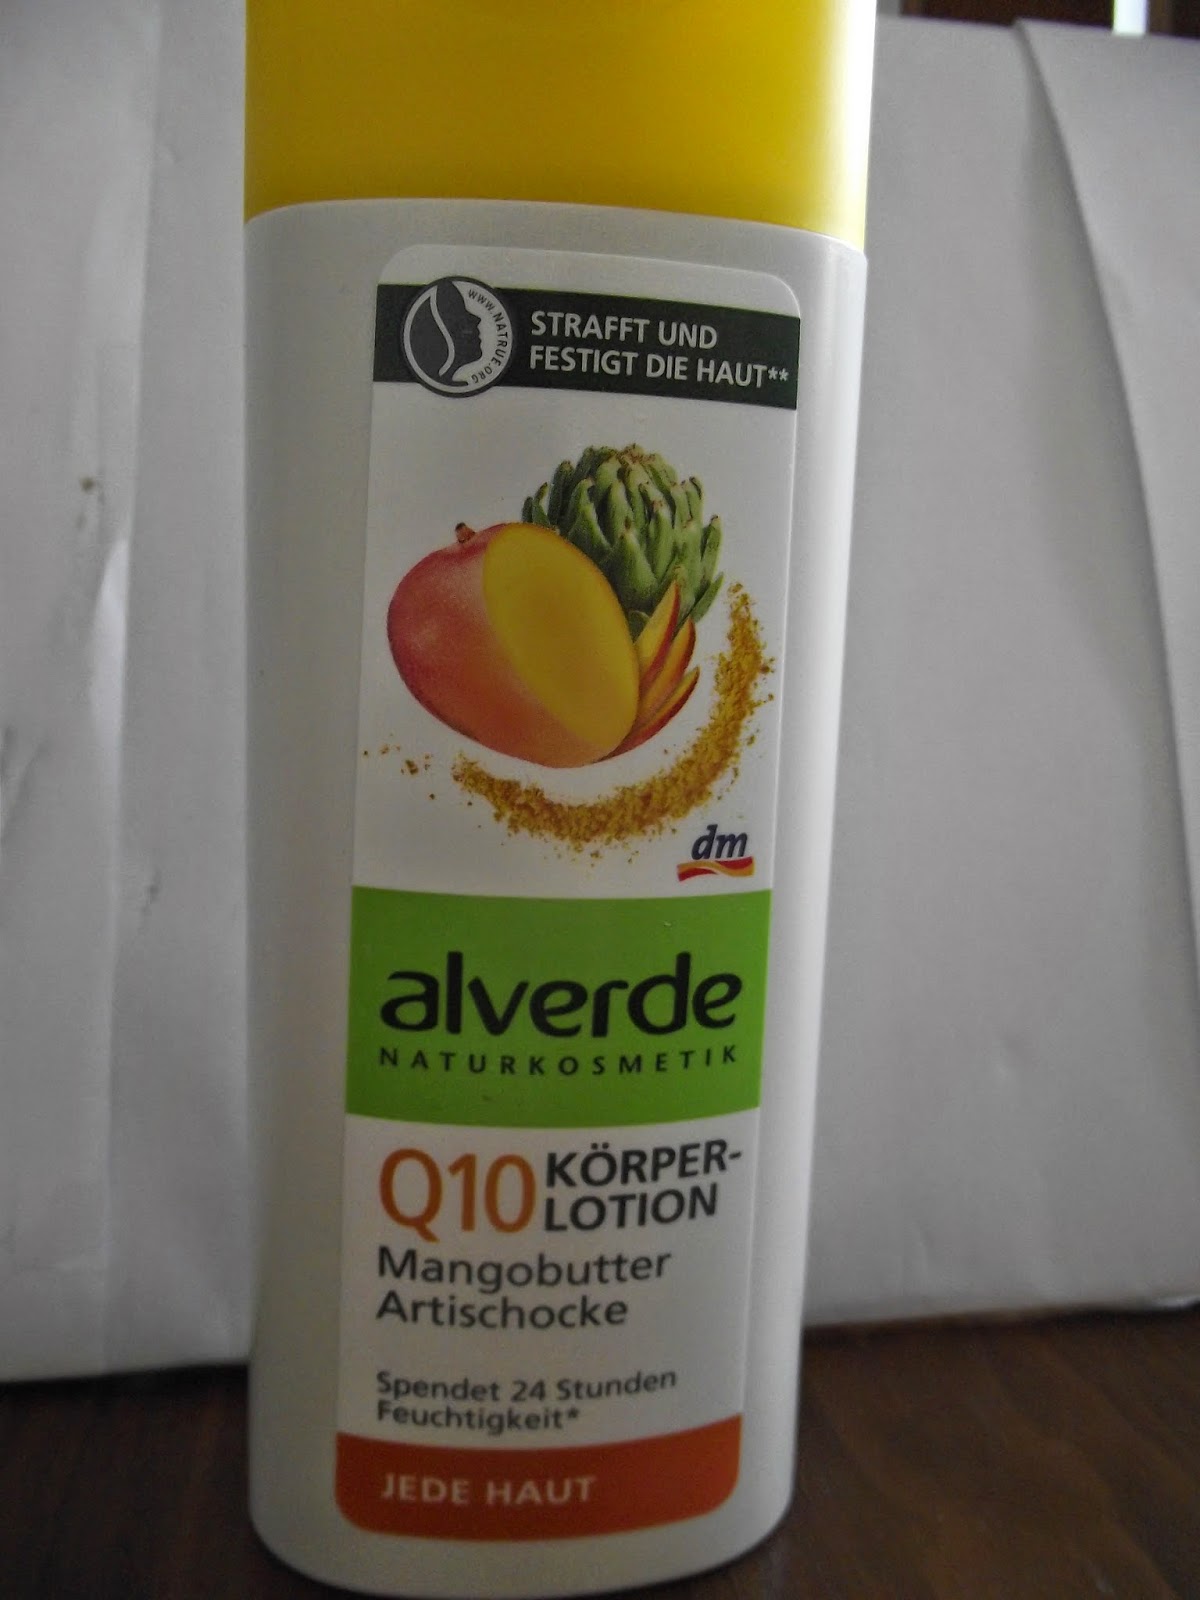 WWW.NATRUE.ORG
STRAFFT UND
FESTIGT DIE HAUT**
dm
alverde
NATURKOSMETIK
Q10 KÖRPER-
LOTION
Mangobutter
Artischocke
Spendet 24 Stunden
Feuchtigkeit*
JEDE HAUT